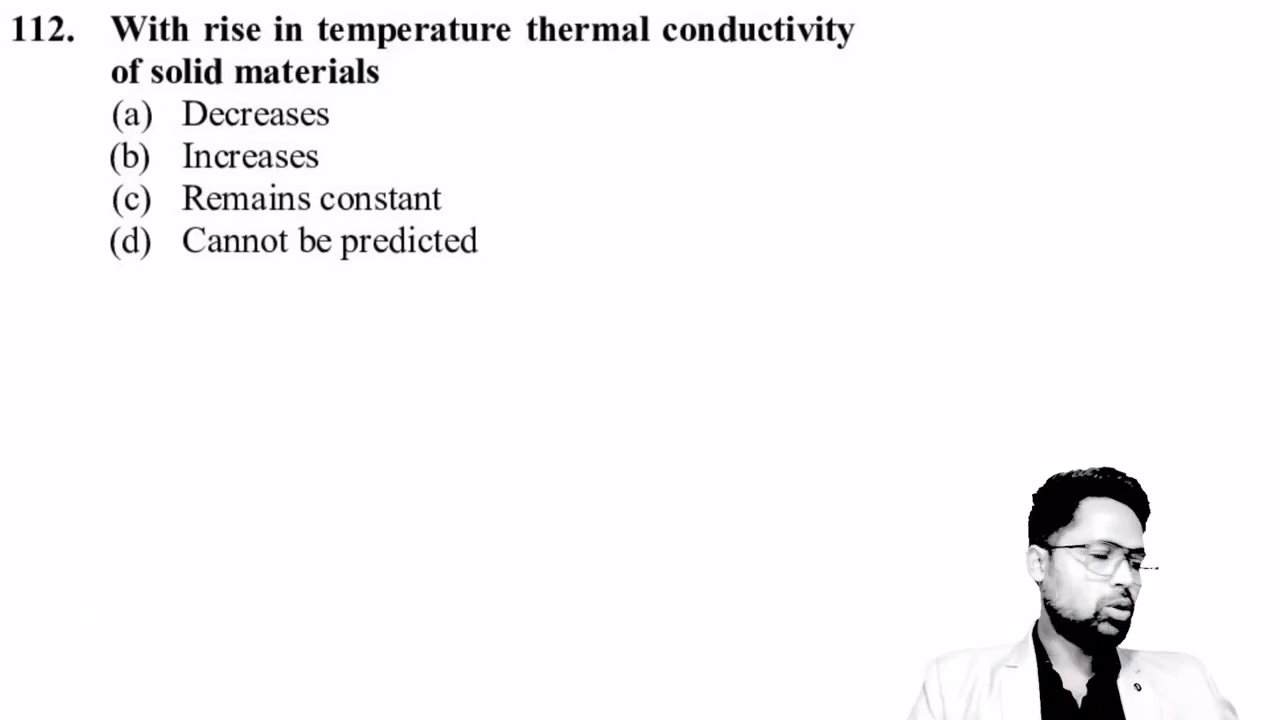 112. With rise in temperature thermal conductivity
of solid materials
(a) Decreases
(b) Increases
(c) Remains constant
(d) Cannot be predicted